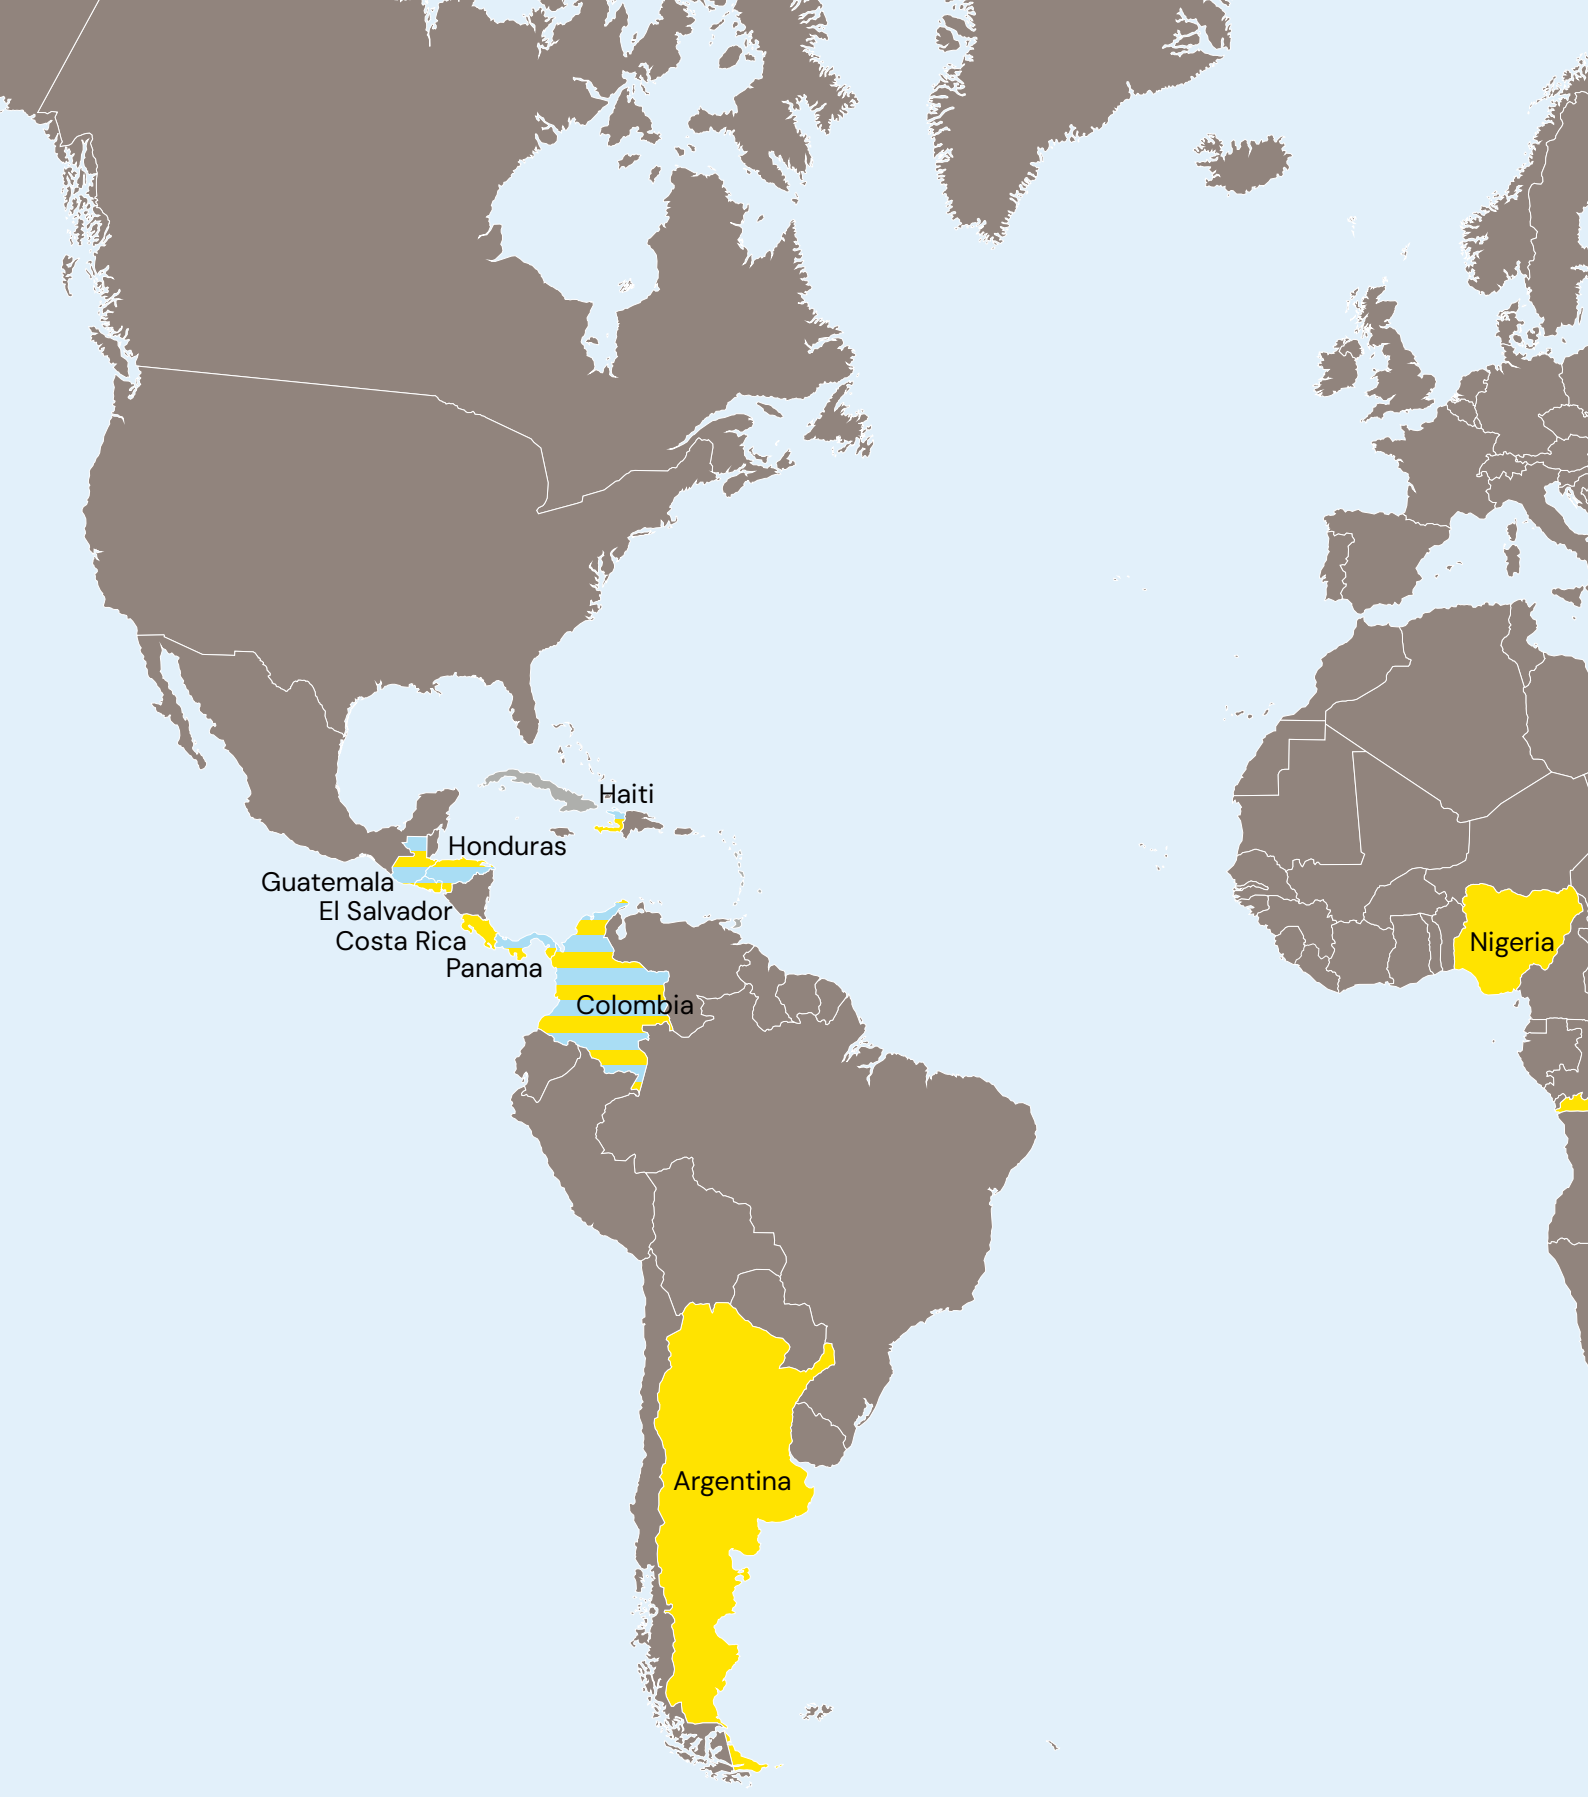 Haiti
Honduras
Guatemala
El Salvador
Costa Rica
Panama
Nigeria
Colombia
Argentina